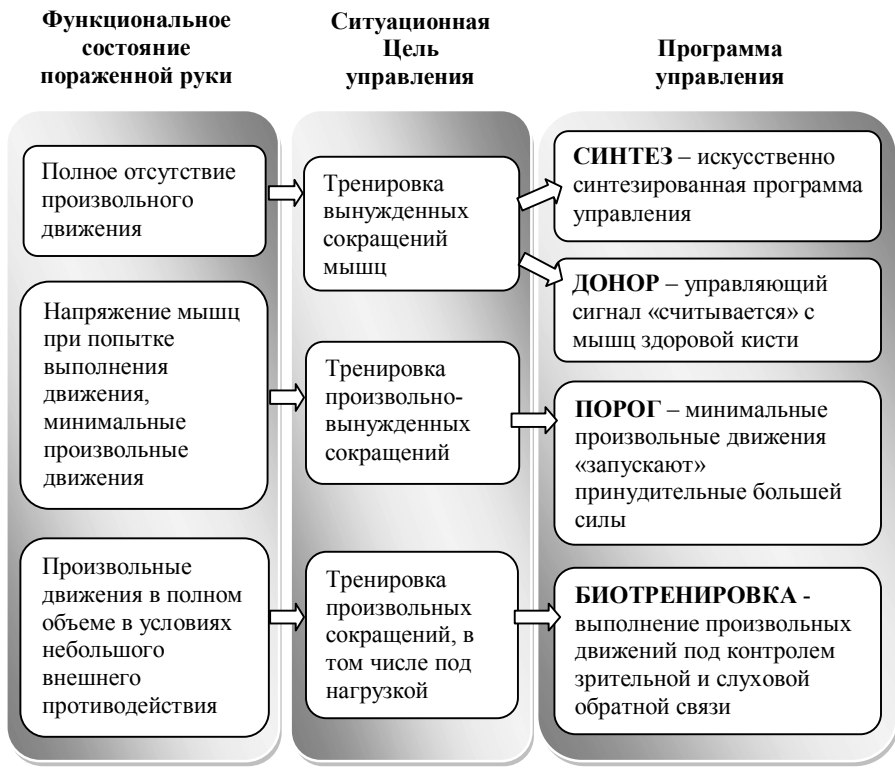 Функциональное
состояние
пораженной руки
Ситуационная
Цель
управления
Программа
управления
Полное отсутствие
произвольного
движения
Тренировка
вынужденных
сокращений
мышц
СИНТЕЗ – искусственно
синтезированная программа
управления
ДОНОР – управляющий
сигнал «считывается» с
мышц здоровой кисти
Напряжение мышц
при попытке
выполнения
движения,
минимальные
произвольные
движения
Тренировка
произвольно-
вынужденных
сокращений
ПОРОГ – минимальные
произвольные движения
«запускают»
принудительные большей
силы
Произвольные
движения в полном
объеме в условиях
небольшого
внешнего
противодействия
Тренировка
произвольных
сокращений, в
том числе под
нагрузкой
БИОТРЕНИРОВКА -
выполнение произвольных
движений под контролем
зрительной и слуховой
обратной связи